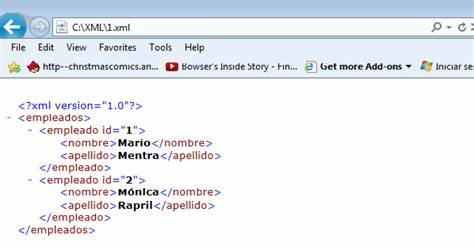 C:\XML\1.xml
File Edit View Favorites Tools Help
http--christmascomics.an... Bowser's Inside Story - Fin... Get more Add-ons Iniciar se
<?xml version="1.0"?>
- <empleados>
- <empleado id="1">
<nombre>Mario</nombre>
<apellido>Mentra</apellido>
</empleado>
- <empleado id="2">
<nombre>Mónica</nombre>
<apellido>Rapril</apellido>
</empleado>
</empleados>